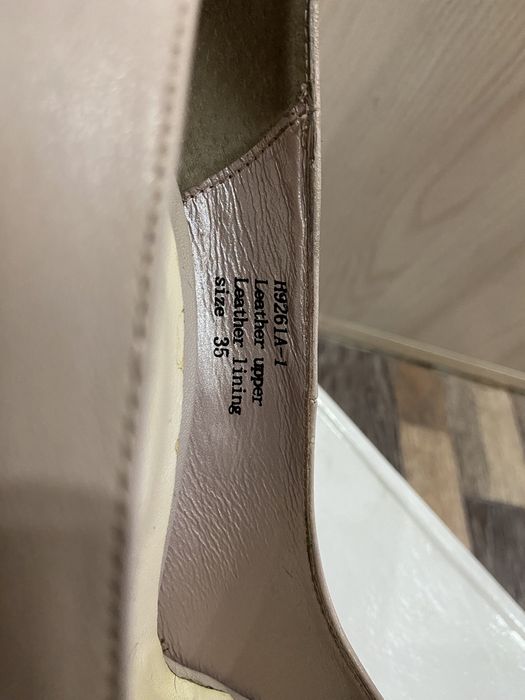 H9261A-1
Leather upper
Leather lining
size 35